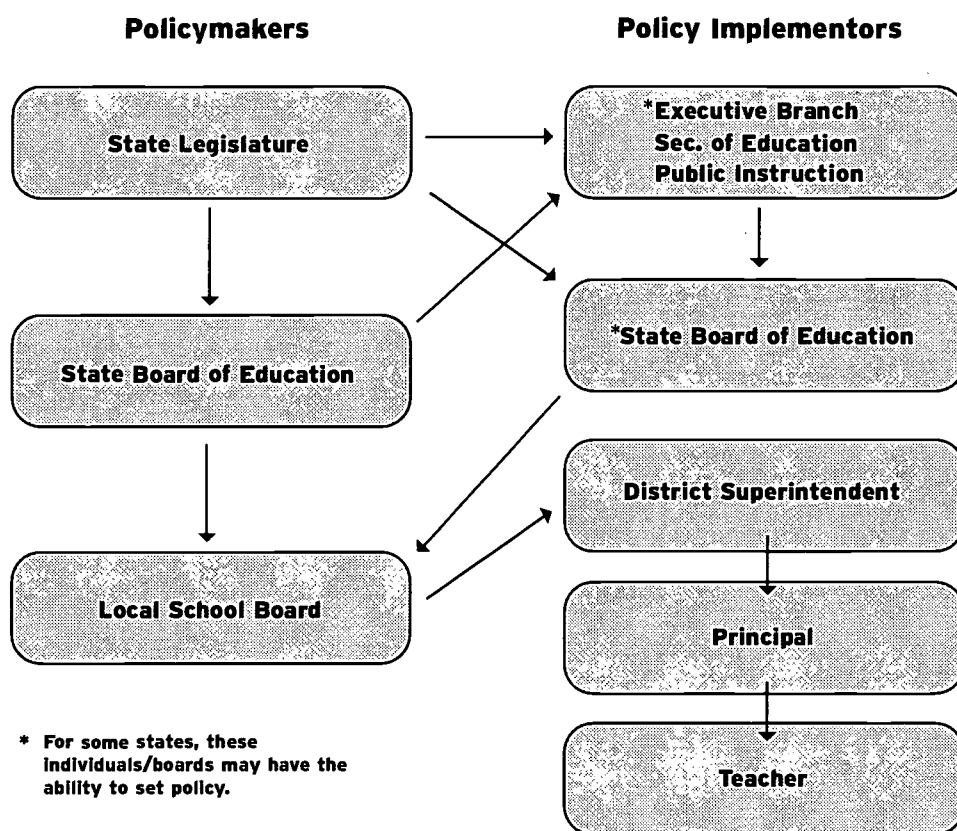 Policymakers
Policy Implementors
State Legislature
*Executive Branch
Sec. of Education
Public Instruction
State Board of Education
*State Board of Education
District Superintendent
Local School Board
Principal
Teacher
* For some states, these
individuals/boards may have the
ability to set policy.